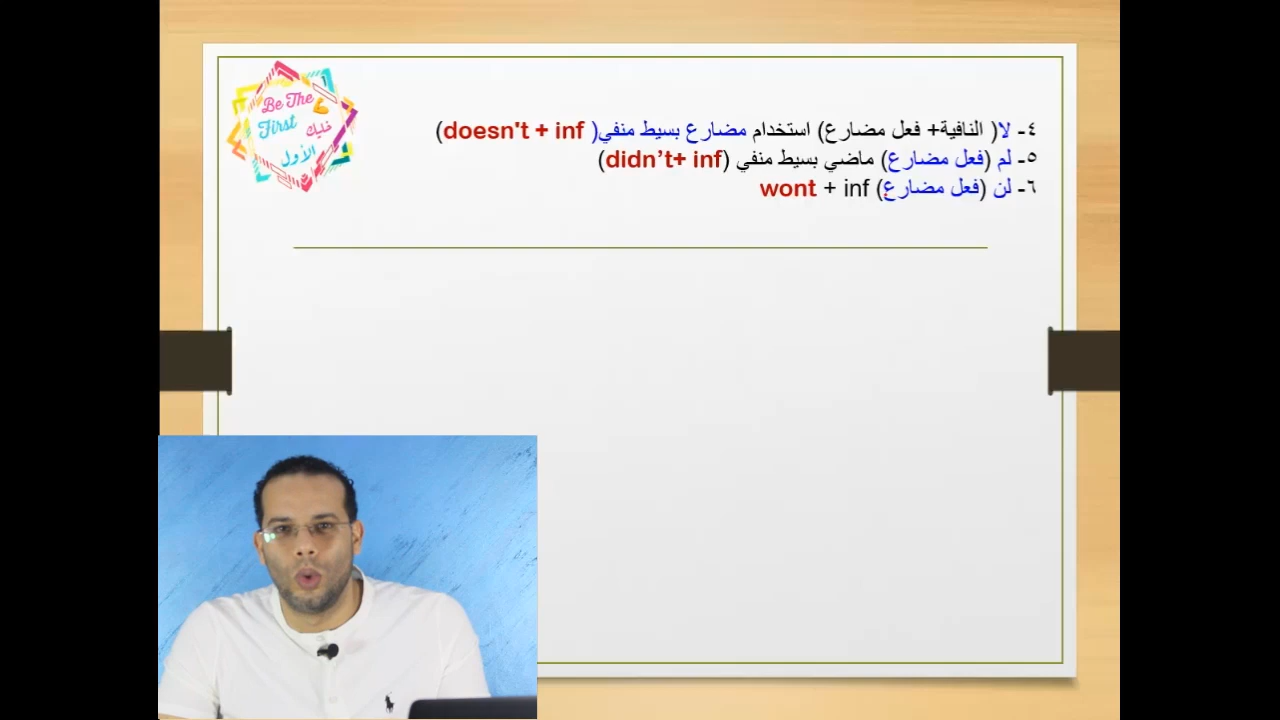 Be The
First
خليك
الأول
٤- لا( النافية+ فعل مضارع) استخدام مضارع بسيط منفي( doesn't + inf)
٥- لم (فعل مضارع) ماضي بسيط منفي (didn’t+ inf)
٦- لن (فعل مضارع) wont + inf